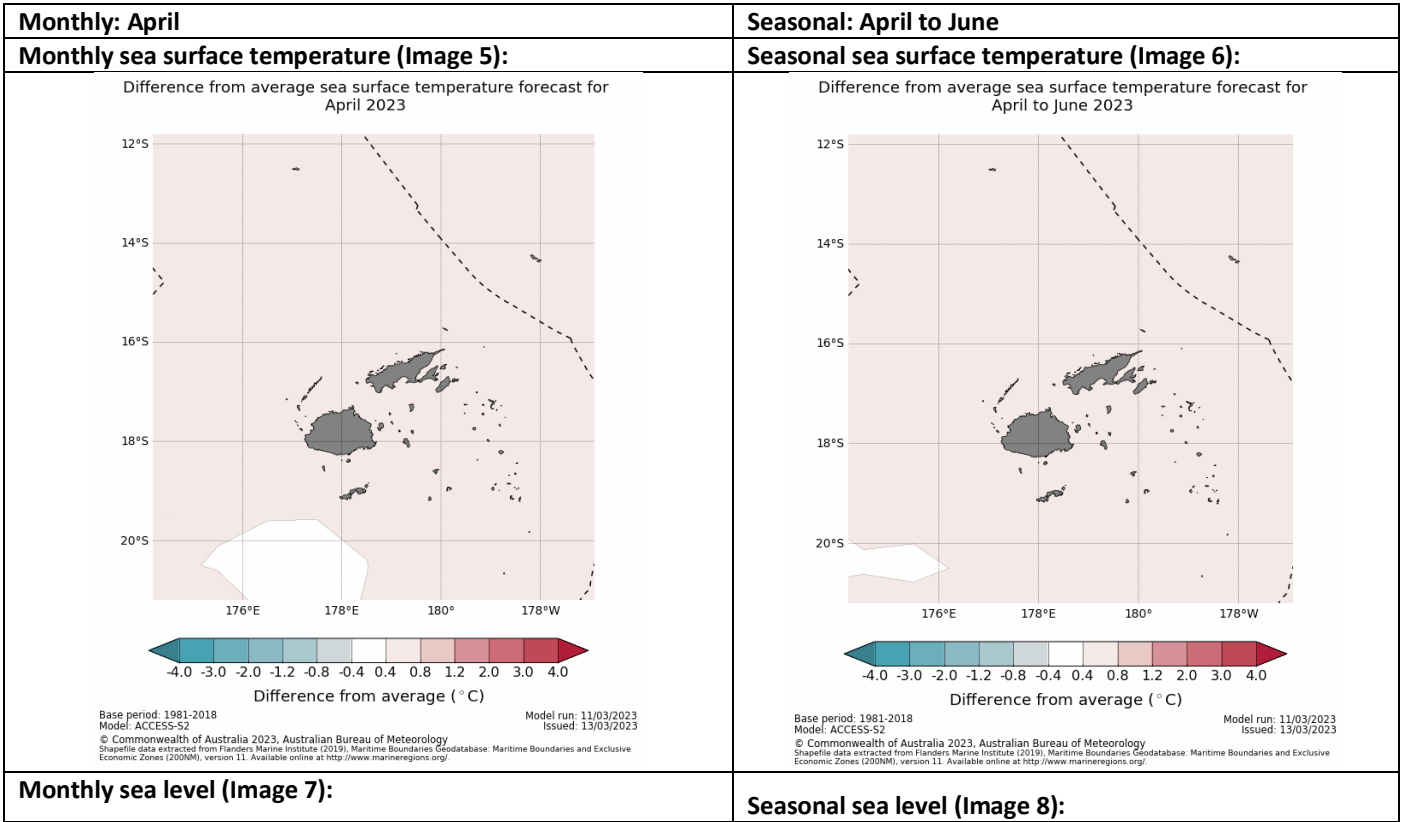 Monthly: April
Seasonal: April to June
Monthly sea surface temperature (Image 5):
Seasonal sea surface temperature (Image 6):
Difference from average sea surface temperature forecast for
April 2023
12°S
14°S
16°S
18°S
20°S
176°E 178°E 180° 178°W
-4.0 -3.0 -2.0 -1.2 -0.8 -0.4 0.4 0.8 1.2 2.0 3.0 4.0
Difference from average (°C)
Base period: 1981-2018
Model: ACCESS-S2
Model run: 11/03/2023
Issued: 13/03/2023
© Commonwealth of Australia 2023, Australian Bureau of Meteorology
Shapefile data extracted from Flanders Marine Institute (2019), Maritime Boundaries Geodatabase: Maritime Boundaries and Exclusive
Economic Zones (200NM), version 11. Available online at http://www.marineregions.org/.
Difference from average sea surface temperature forecast for
April to June 2023
12°S
14°S
16°S
18°S
20°S
176°E 178°E 180° 178°W
-4.0 -3.0 -2.0 -1.2 -0.8 -0.4 0.4 0.8 1.2 2.0 3.0 4.0
Difference from average (°C)
Base period: 1981-2018
Model: ACCESS-S2
Model run: 11/03/2023
Issued: 13/03/2023
© Commonwealth of Australia 2023, Australian Bureau of Meteorology
Shapefile data extracted from Flanders Marine Institute (2019), Maritime Boundaries Geodatabase: Maritime Boundaries and Exclusive
Economic Zones (200NM), version 11. Available online at http://www.marineregions.org/.
Monthly sea level (Image 7):
Seasonal sea level (Image 8):